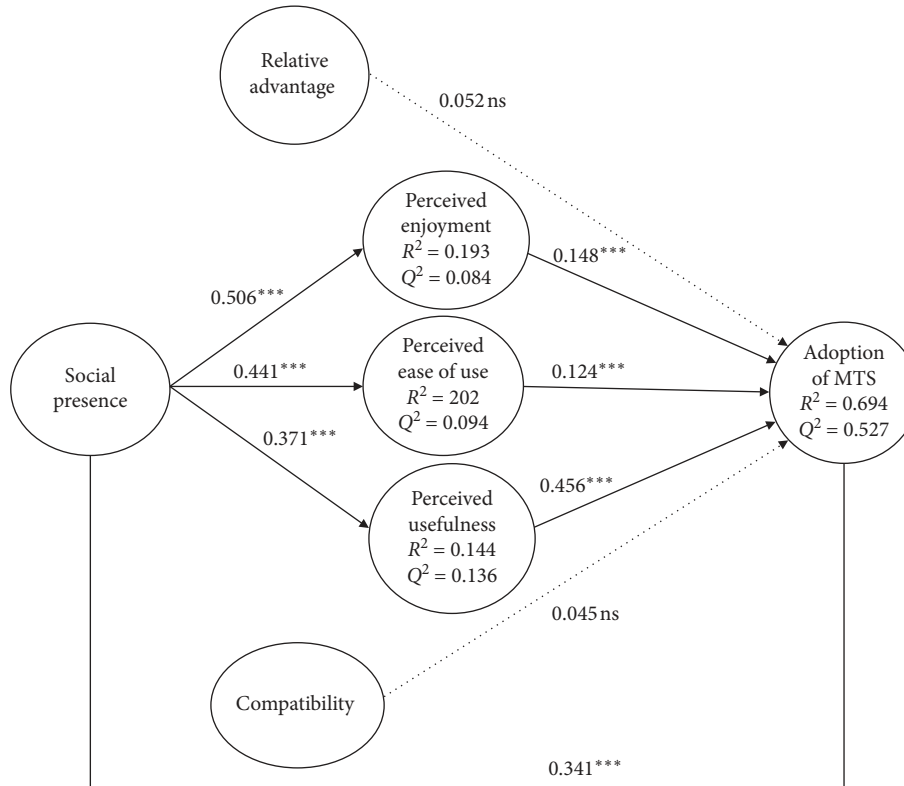 Relative
advantage
0.052 ns
Perceived
enjoyment
R² = 0.193
Q² = 0.084
0.148***
0.506***
Social
presence
0.441***
Perceived
ease of use
R² = 202
Q² = 0.094
0.124***
Adoption
of MTS
R² = 0.694
Q² = 0.527
0.371***
Perceived
usefulness
R² = 0.144
Q² = 0.136
0.456***
0.045 ns
Compatibility
0.341***